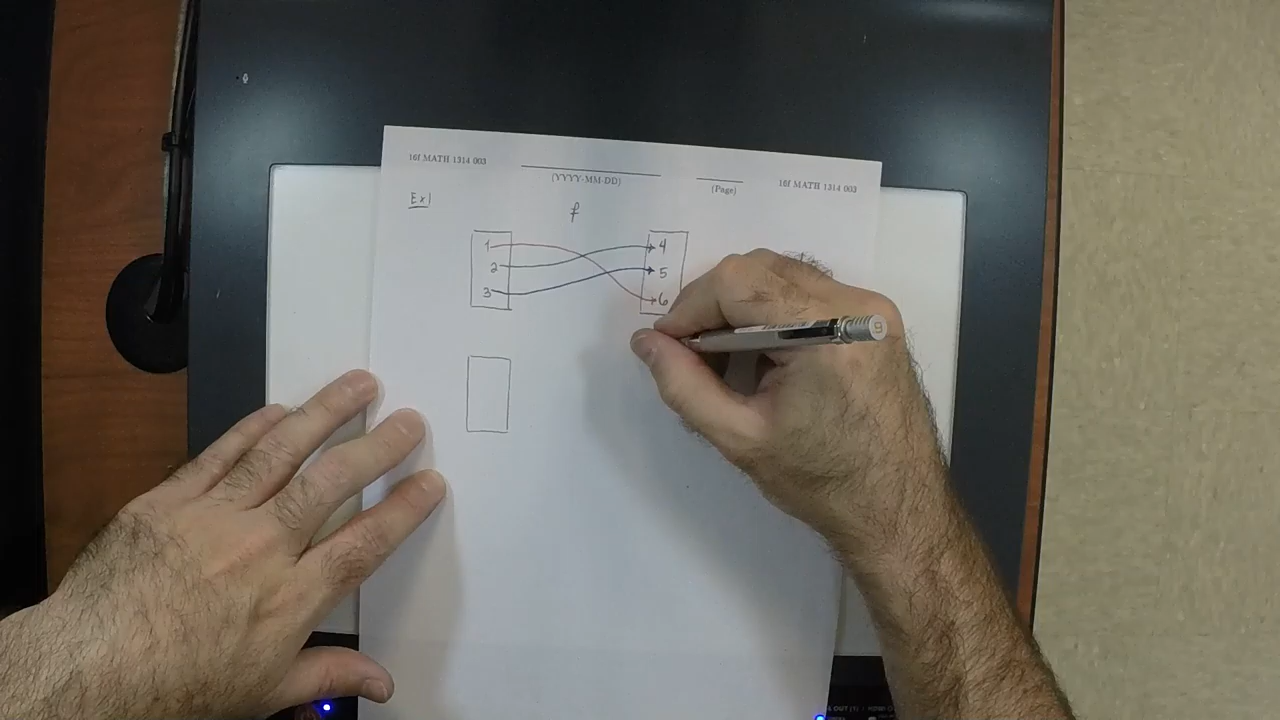 16f MATH 1314 003
(YYYY-MM-DD)
(Page)
16f MATH 1314 003
Ex1
f
1 4
2 5
3 6